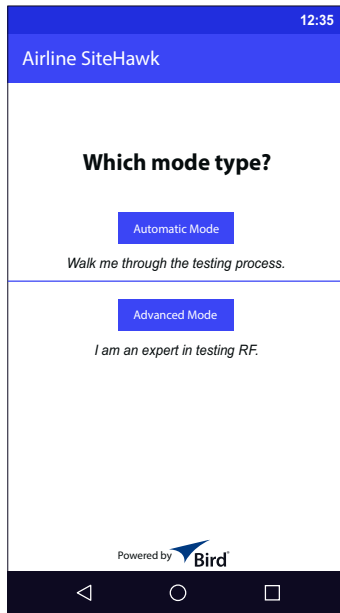 12:35
Airline SiteHawk
Which mode type?
Automatic Mode
Walk me through the testing process.
Advanced Mode
I am an expert in testing RF.
Powered by Bird